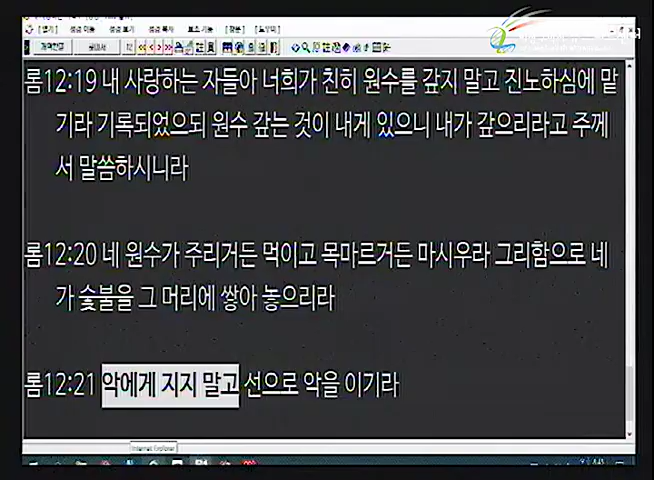 개역한글
롬12:19 내 사랑하는 자들아 너희가 친히 원수를 갚지 말고 진노하심에 맡
기라 기록되었으되 원수 갚는 것이 내게 있으니 내가 갚으리라고 주께
서 말씀하시니라
롬12:20 네 원수가 주리거든 먹이고 목마르거든 마시우라 그리함으로 네
가 숯불을 그 머리에 쌓아 놓으리라
롬12:21 악에게 지지 말고 선으로 악을 이기라
Internet Explorer